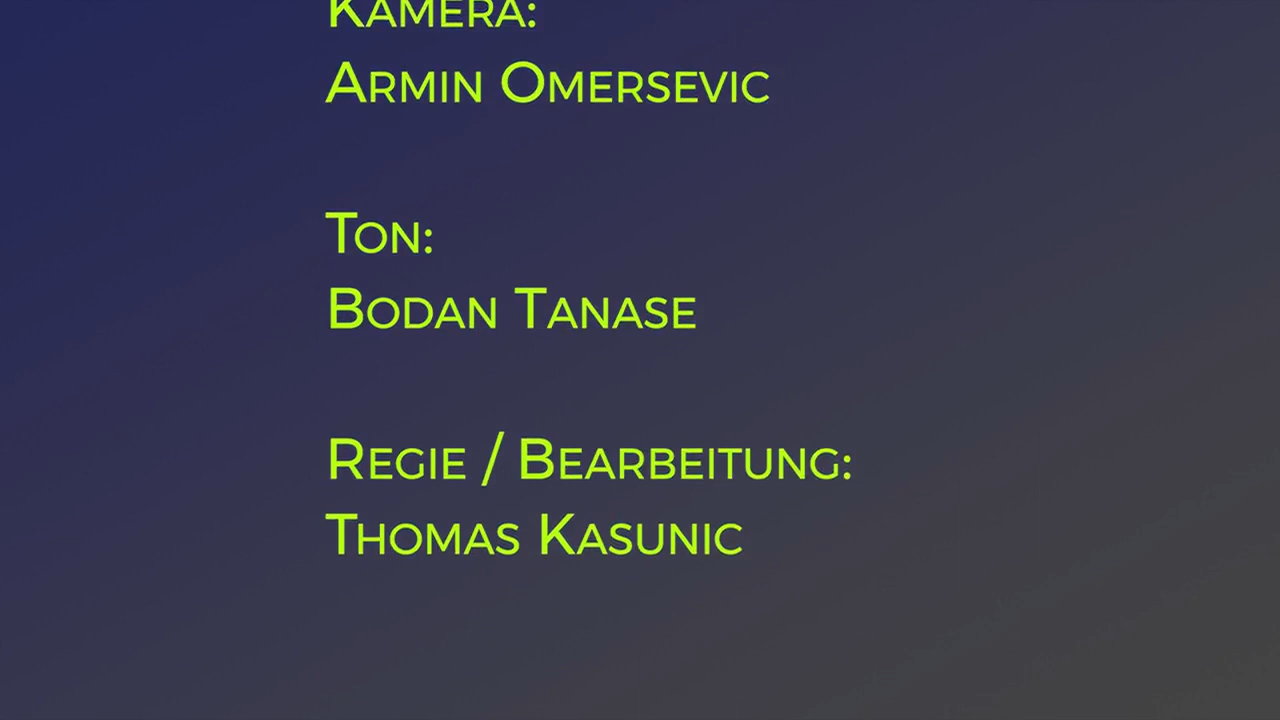 Kamera:
Armin Omersevic
Ton:
Bodan Tanase
Regie / Bearbeitung:
Thomas Kasunic